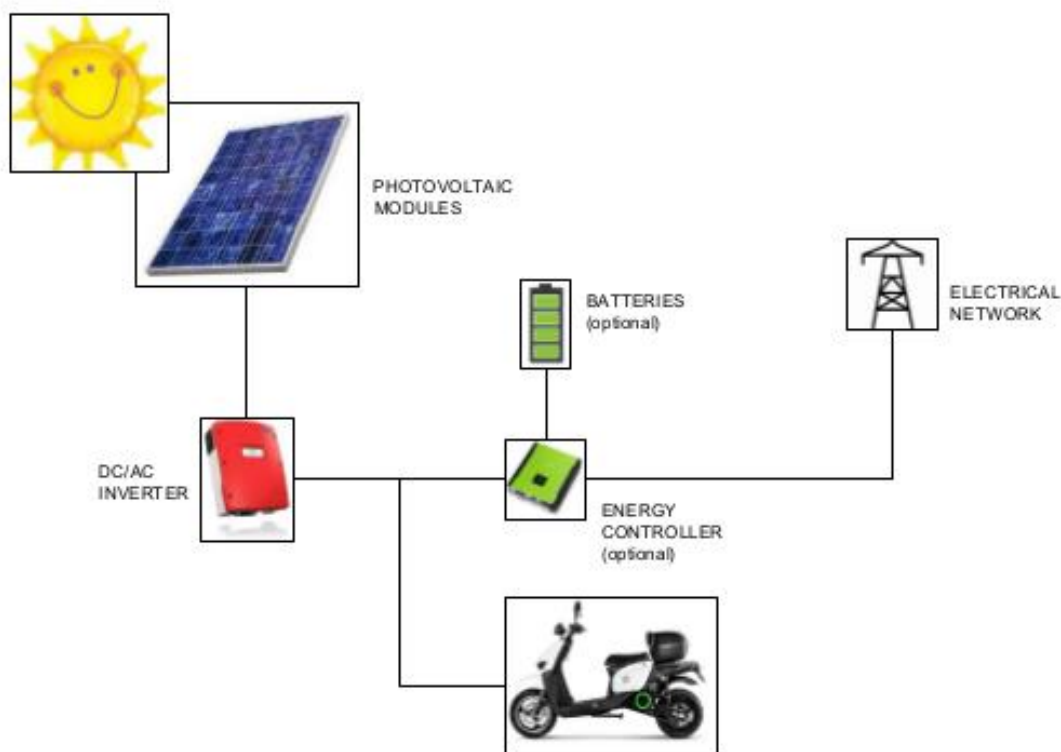 PHOTOVOLTAIC
MODULES
BATTERIES
(optional)
ELECTRICAL
NETWORK
DC/AC
INVERTER
ENERGY
CONTROLLER
(optional)